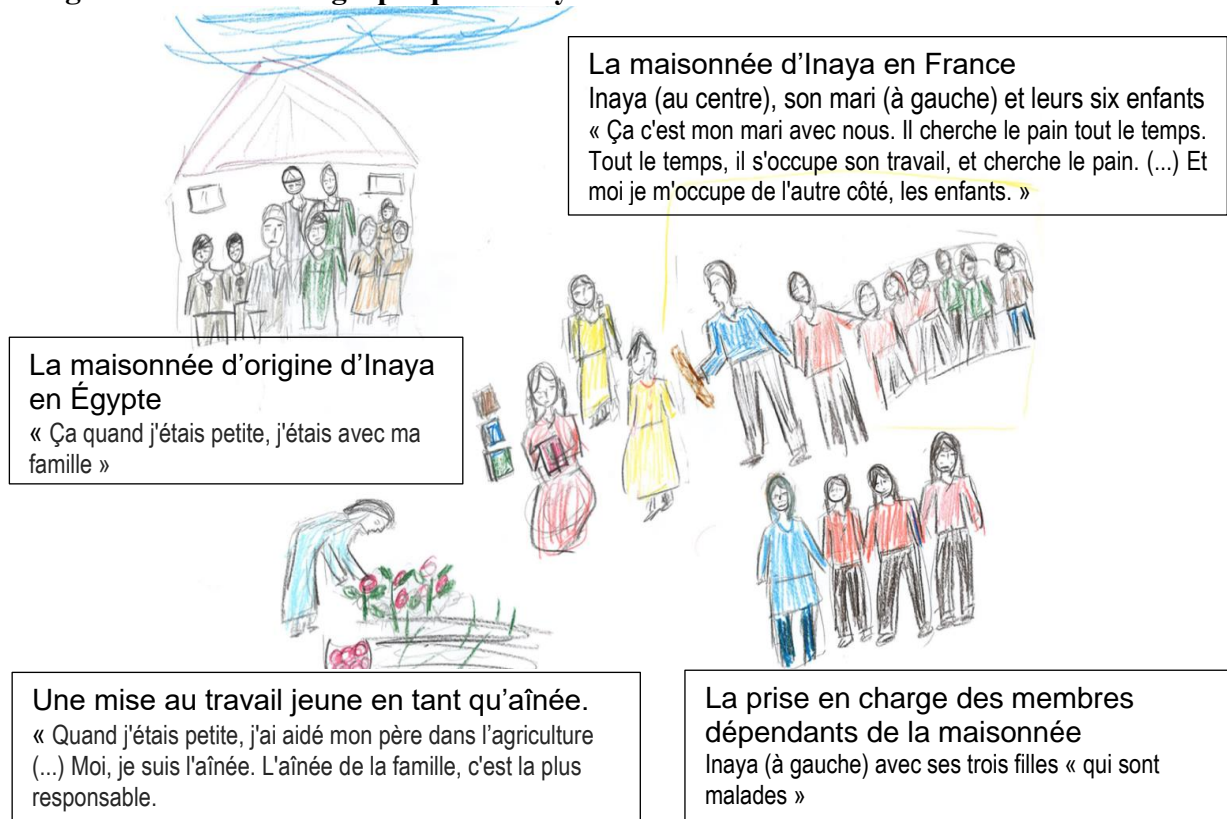 La maisonnée d'Inaya en France
Inaya (au centre), son mari (à gauche) et leurs six enfants
« Ça c'est mon mari avec nous. Il cherche le pain tout le temps.
Tout le temps, il s'occupe son travail, et cherche le pain. (...) Et
moi je m'occupe de l'autre côté, les enfants. »
La maisonnée d'origine d'Inaya
en Égypte
« Ça quand j'étais petite, j'étais avec ma
famille »
Une mise au travail jeune en tant qu'aînée.
« Quand j'étais petite, j'ai aidé mon père dans l'agriculture
(...) Moi, je suis l'aînée. L'aînée de la famille, c'est la plus
responsable.
La prise en charge des membres
dépendants de la maisonnée
Inaya (à gauche) avec ses trois filles « qui sont
malades »